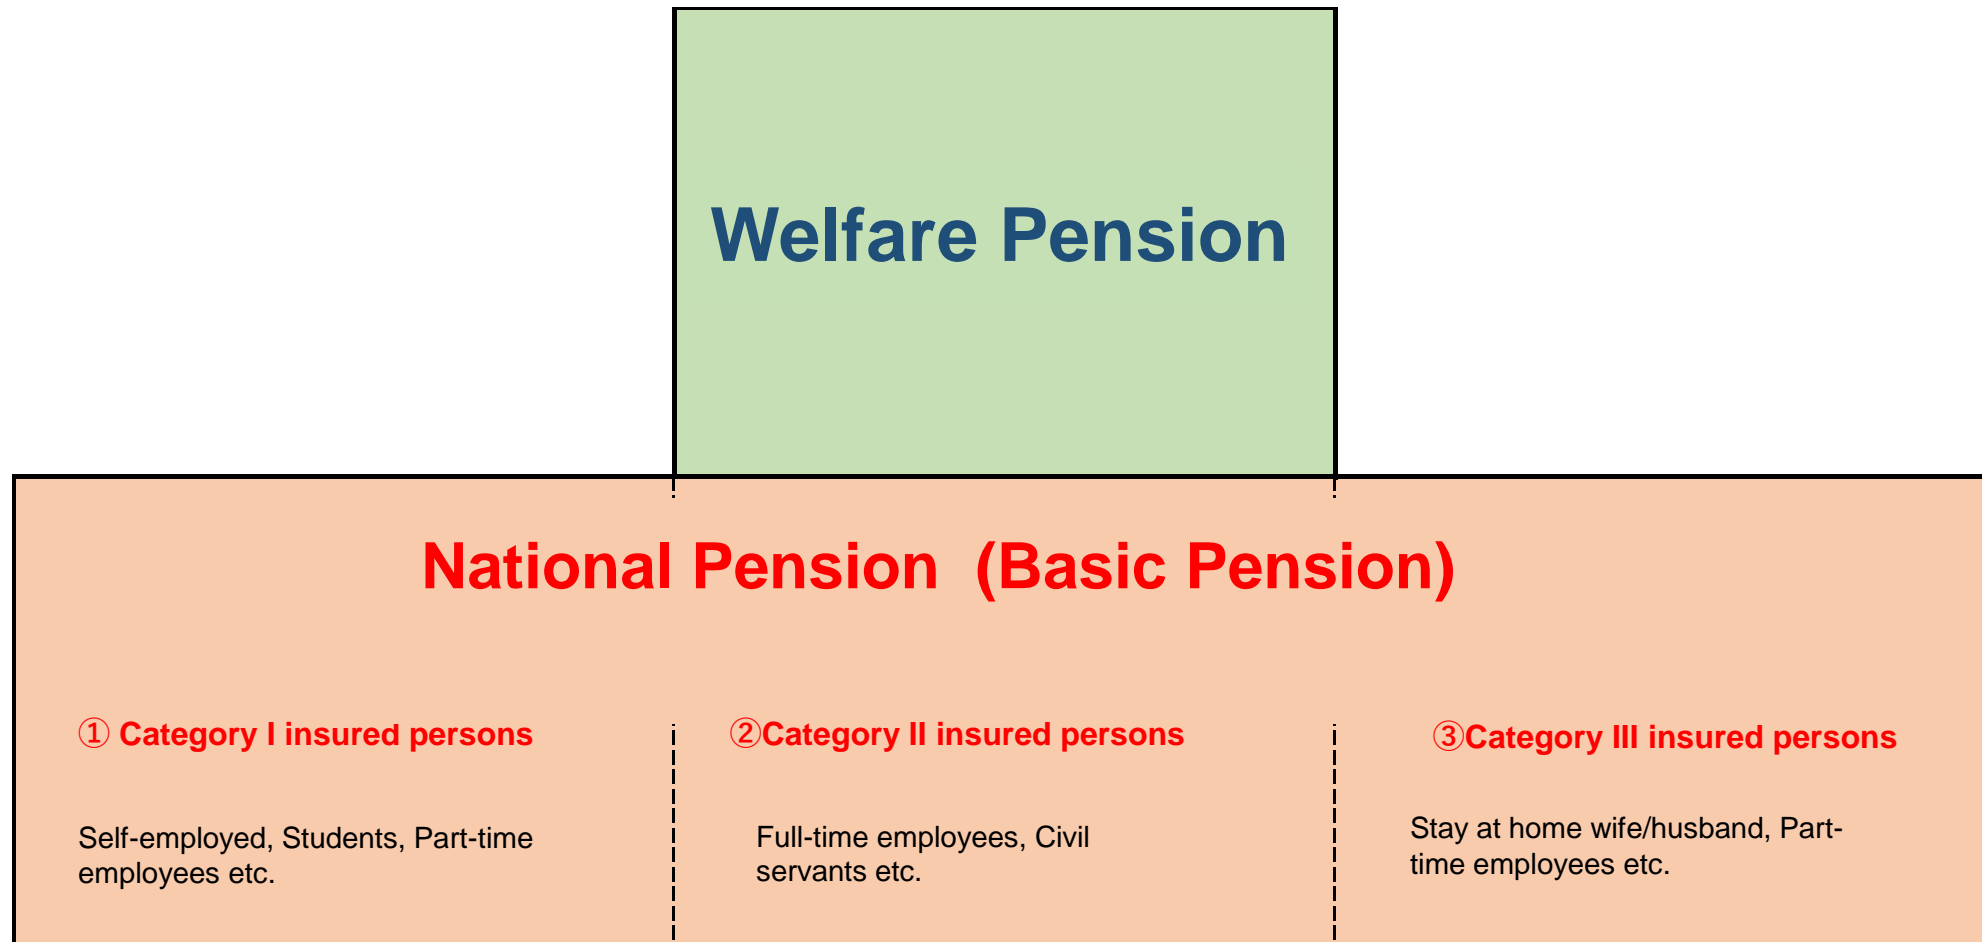 Welfare Pension
National Pension  (Basic Pension)
① Category I insured persons
Self-employed, Students, Part-time
employees etc.
②Category II insured persons
Full-time employees, Civil
servants etc.
③Category III insured persons
Stay at home wife/husband, Part-
time employees etc.